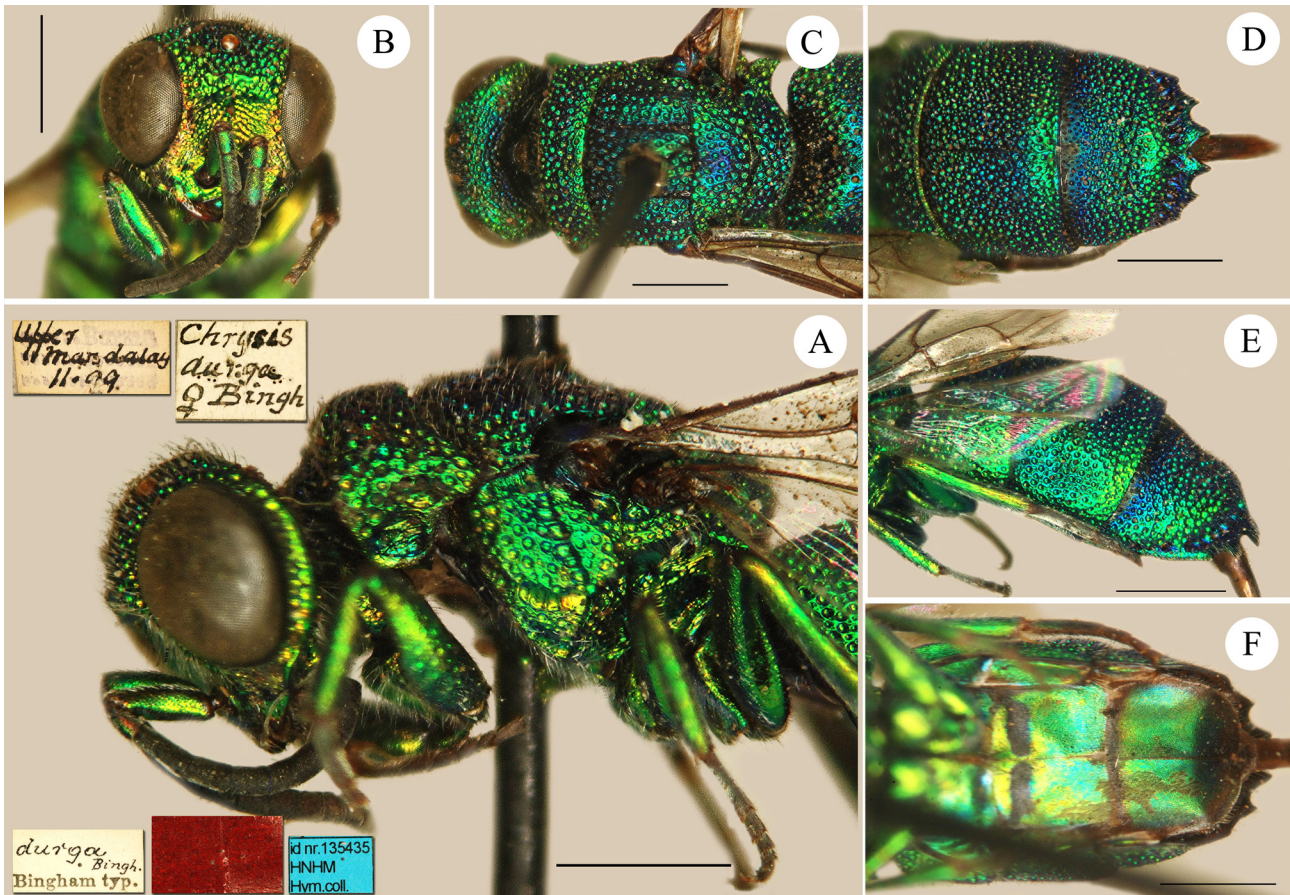 B
C
D
A
Upper
Mandalay
11.99.
Chrysis
durga
♀ Bingh
E
F
durga
Bingh.
Bingham typ.
id nr.135435
HNHM
Hym.coll.